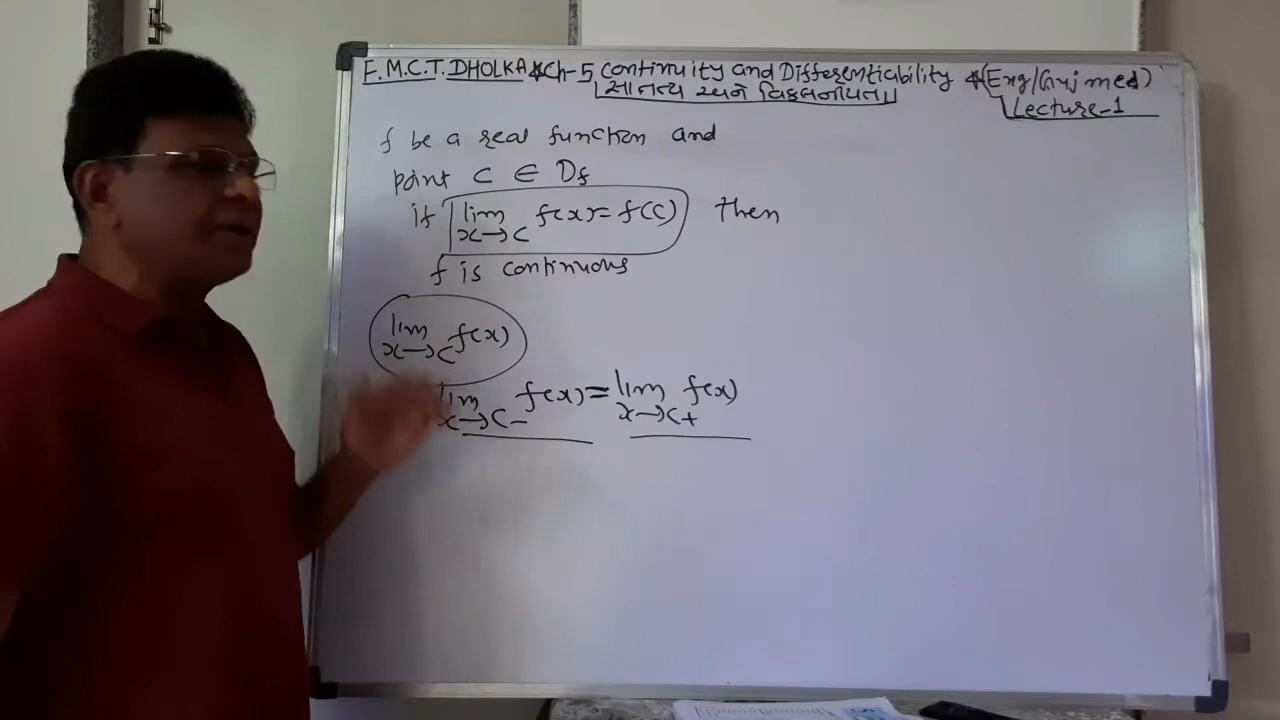 F.M.C.T. DHOLKA * Ch-5 Continuity and Differentiability * (Eng/Guj med)
સાતત્ય અને વિકલનીયતા
Lecture-1
f be a real function and
point C ∈ Df
if lim x→c f(x) = f(c) then
f is continuous
lim x→c f(x)
lim x→c− f(x) = lim x→c+ f(x)